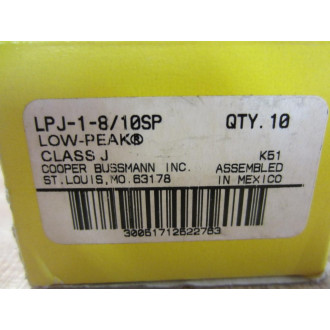 LPJ-1-8/10SP QTY. 10
LOW-PEAK®
CLASS J K51
COOPER BUSSMANN INC. ASSEMBLED
ST. LOUIS, MO. 63178 IN MEXICO
30051712622763